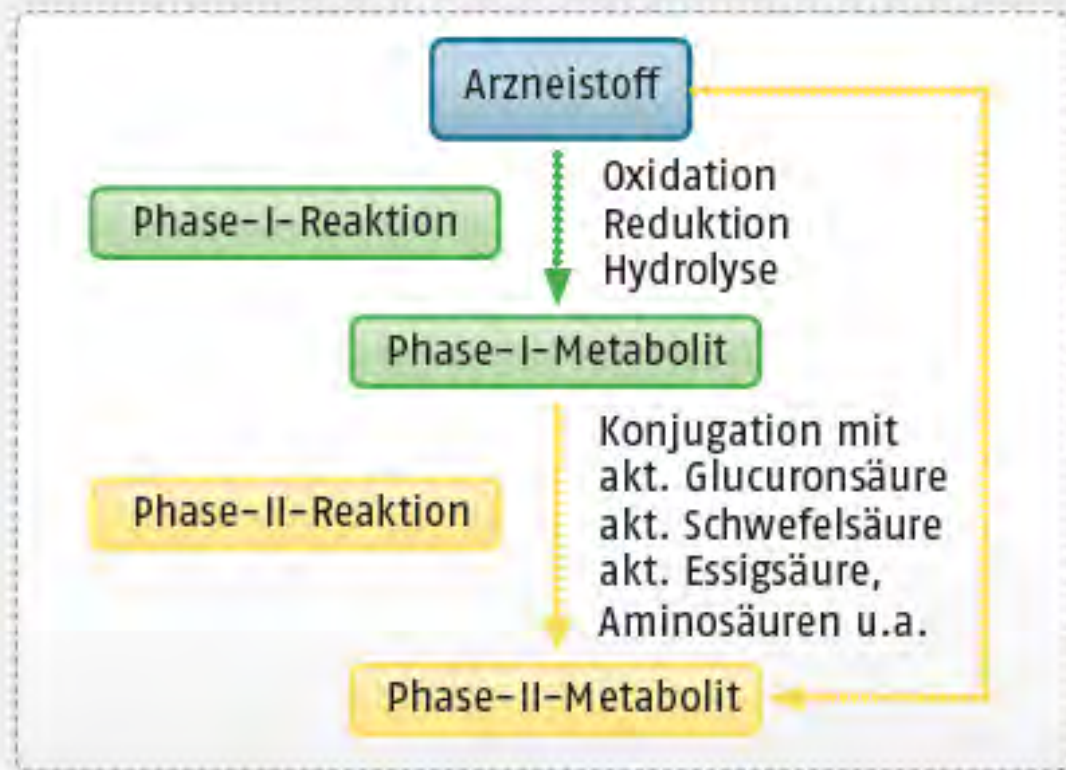 Arzneistoff
Oxidation
Reduktion
Hydrolyse
Phase-I-Reaktion
Phase-I-Metabolit
Konjugation mit
akt. Glucuronsäure
akt. Schwefelsäure
akt. Essigsäure,
Aminosäuren u.a.
Phase-II-Reaktion
Phase-II-Metabolit